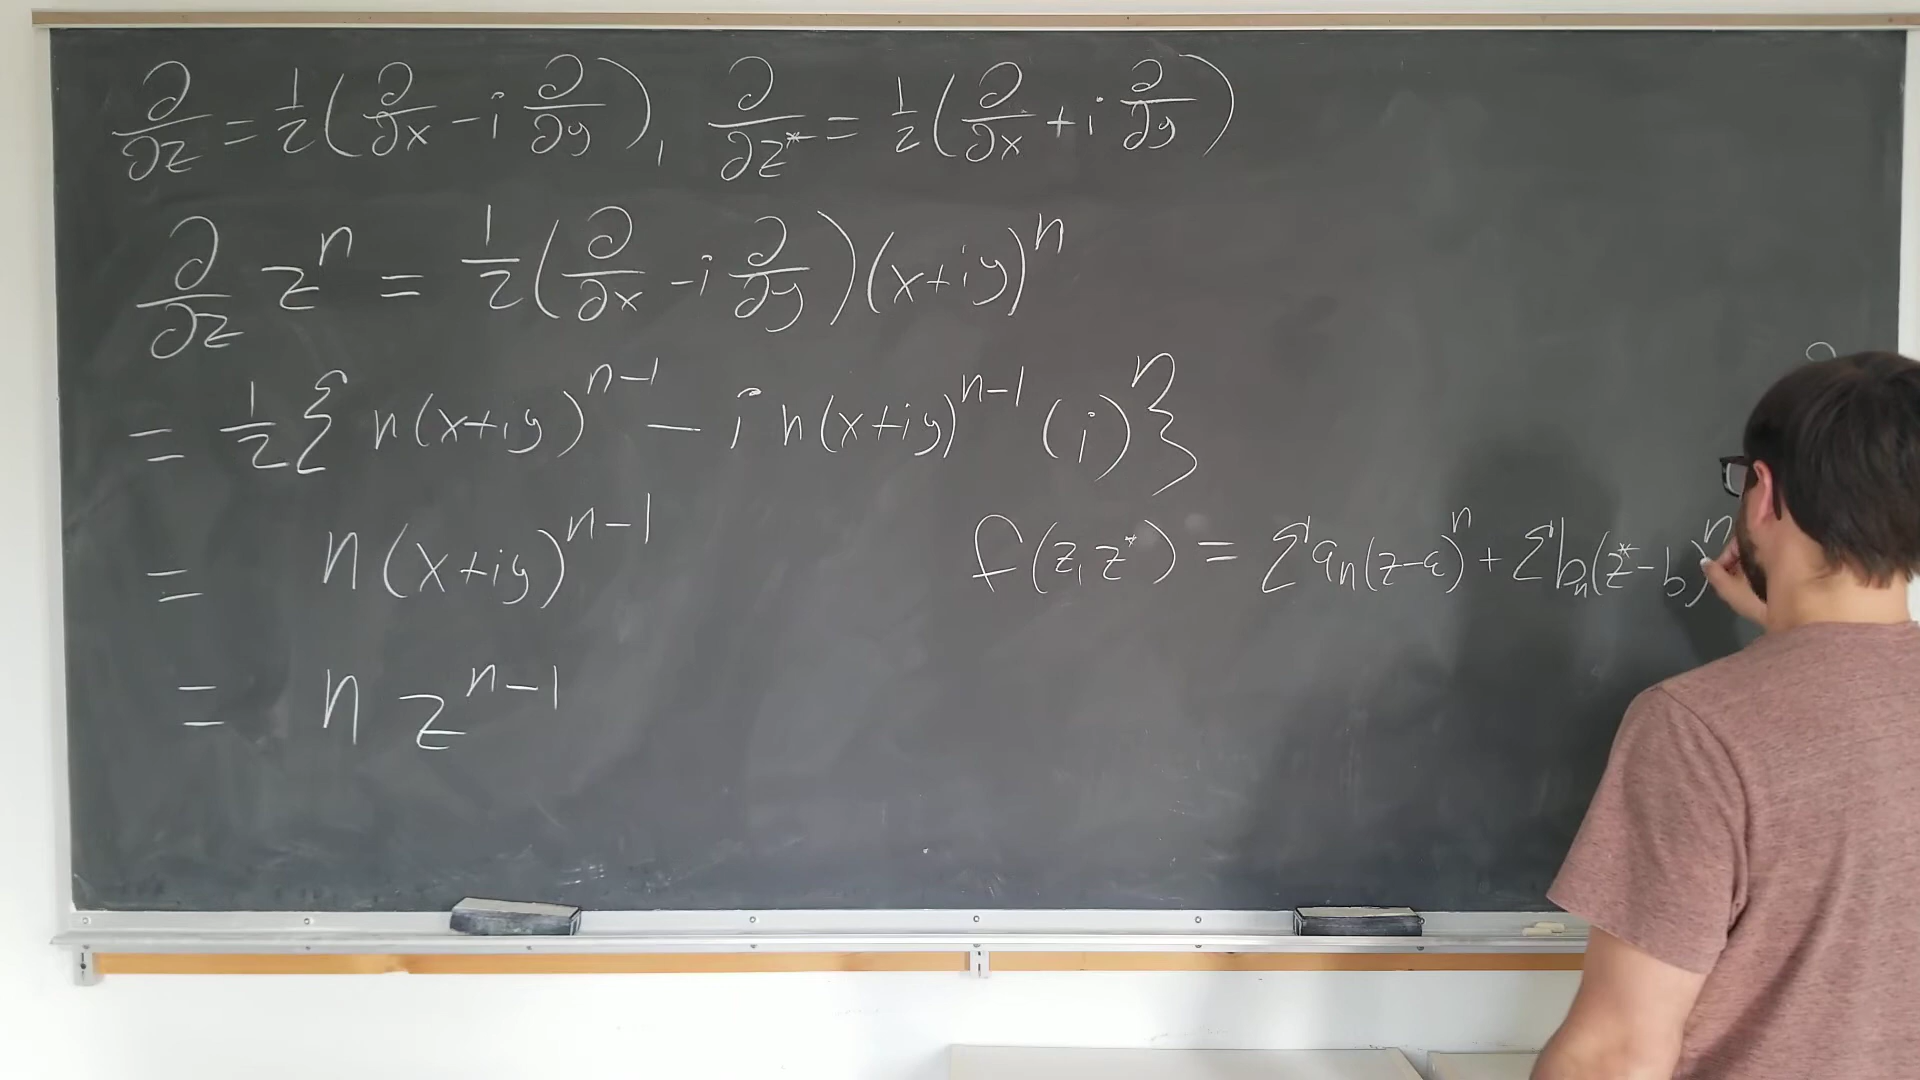 ∂/∂z = 1/2 (∂/∂x - i ∂/∂y), ∂/∂z* = 1/2 (∂/∂x + i ∂/∂y)
∂/∂z z^n = 1/2 (∂/∂x - i ∂/∂y)(x+iy)^n
= 1/2 { n(x+iy)^{n-1} - i n(x+iy)^{n-1} (i)^n }
= n(x+iy)^{n-1}
f(z, z*) = Σ a_n(z-a)^n + Σ b_n(z*-b)^n
= n z^{n-1}